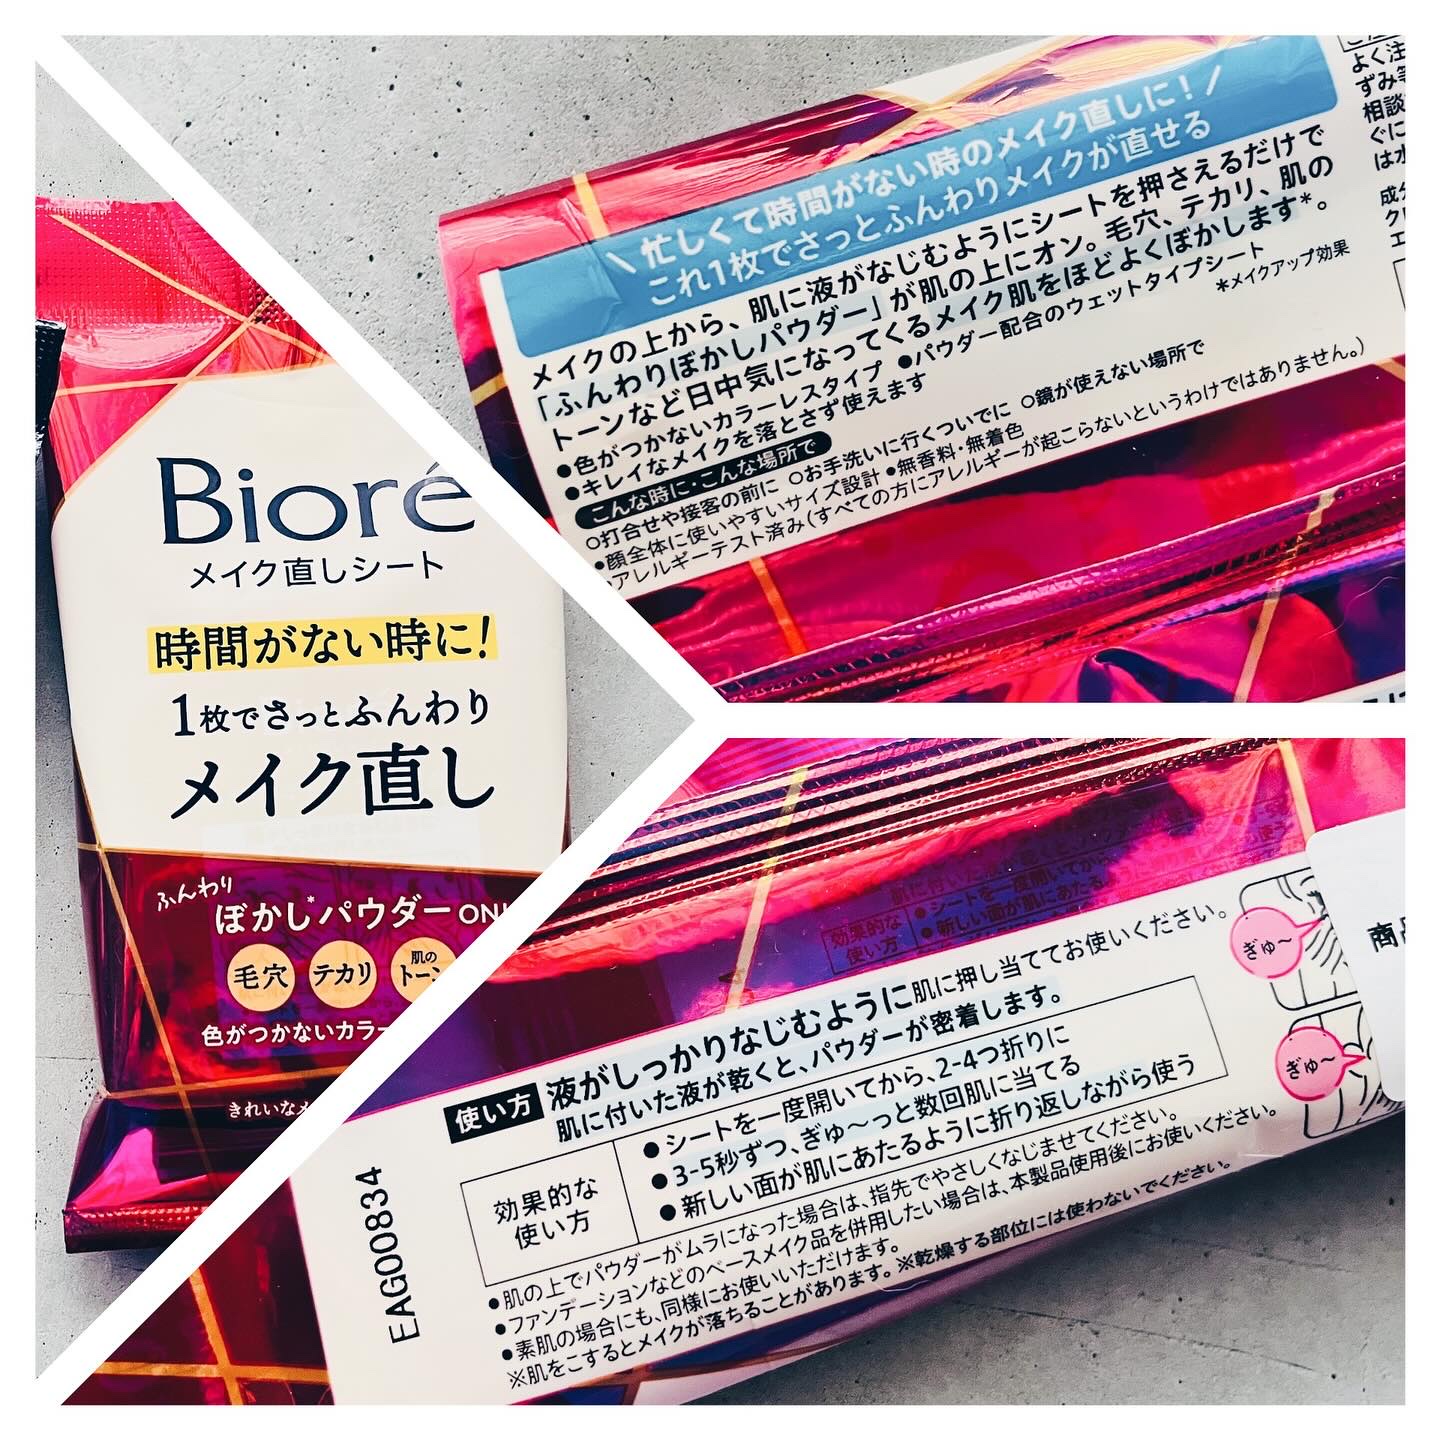 Bioré
メイク直しシート
時間がない時に!
1枚でさっとふんわり
メイク直し
ふんわり
ぼかし*パウダー
毛穴
テカリ
肌の
トーン
色がつかないカラー
きれいな
\忙しくて時間がない時のメイク直しに!/
これ1枚でさっとふんわりメイクが直せる
メイクの上から、肌に液がなじむようにシートを押さえるだけで
「ふんわりぼかしパウダー」が肌の上にオン。毛穴、テカリ、肌の
トーンなど日中気になってくるメイク肌をほどよくぼかします*。
*メイクアップ効果
●色がつかないカラーレスタイプ ●パウダー配合のウェットタイプシート
●キレイなメイクを落とさず使えます
こんな時に・こんな場所で
○打合せや接客の前に ○お手洗いに行くついでに ○鏡が使えない場所で
●顔全体に使いやすいサイズ設計 ●無香料・無着色
●アレルギーテスト済み(すべての方にアレルギーが起こらないというわけではありません。)
よく注
相談
ぐに
は水
使い方 液がしっかりなじむように肌に押し当ててお使いください。
肌に付いた液が乾くと、パウダーが密着します。
効果的な
使い方
●シートを一度開いてから、2-4つ折りに
●3-5秒ずつ、ぎゅ〜っと数回肌に当てる
●新しい面が肌にあたるように折り返しながら使う
●肌の上でパウダーがムラになった場合は、指先でやさしくなじませてください。
●ファンデーションなどのベースメイク品を併用したい場合は、本製品使用後にお使いください。
●素肌の場合にも、同様にお使いいただけます。
※肌をこするとメイクが落ちることがあります。※乾燥する部位には使わないでください。
EAG00834
ぎゅ〜
ぎゅ〜